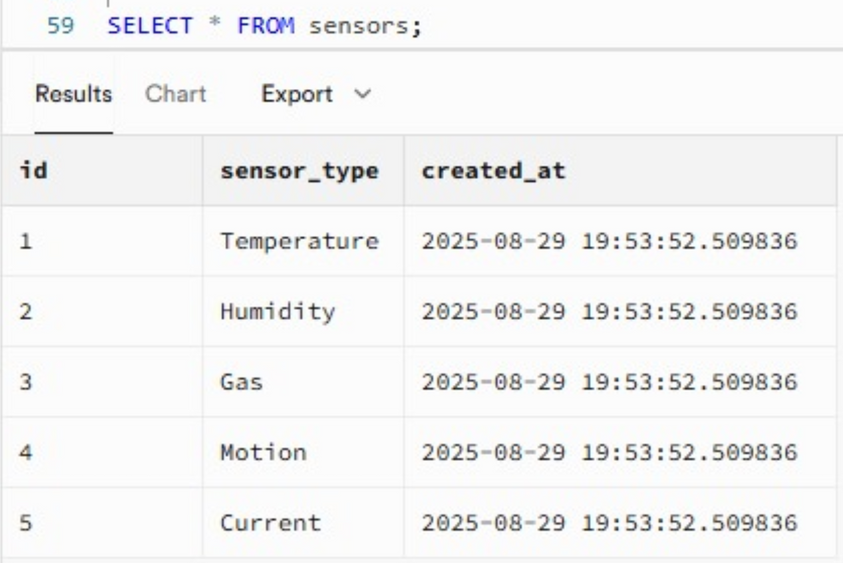 59 SELECT * FROM sensors;
Results Chart Export
id sensor_type created_at
1 Temperature 2025-08-29 19:53:52.509836
2 Humidity 2025-08-29 19:53:52.509836
3 Gas 2025-08-29 19:53:52.509836
4 Motion 2025-08-29 19:53:52.509836
5 Current 2025-08-29 19:53:52.509836